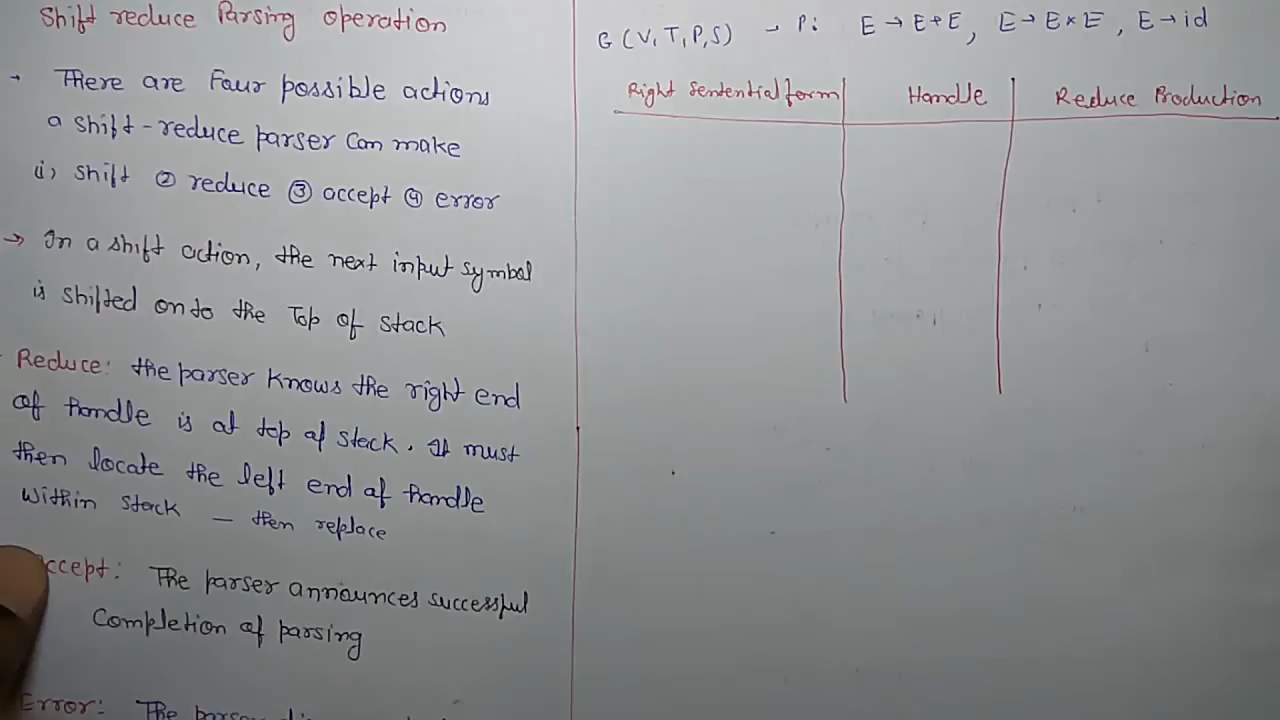 Shift reduce Parsing operation
→ There are Four possible actions
a shift-reduce parser can make
(i) shift ② reduce ③ accept ④ error
→ In a shift action, the next input symbol
is shifted onto the Top of stack
Reduce: the parser knows the right end
of handle is at top of stack. It must
then locate the left end of handle
within stack — then replace
ccept: The parser announces successful
Completion of parsing
Error: The
G (V, T, P, S) → P: E → E+E, E → E×E, E → id
Right Sentential form Handle Reduce Production